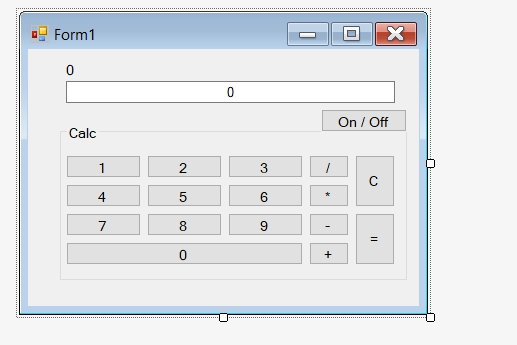 Form1
0
0
On / Off
Calc
1 2 3 / C
4 5 6 *
7 8 9 - =
0 +